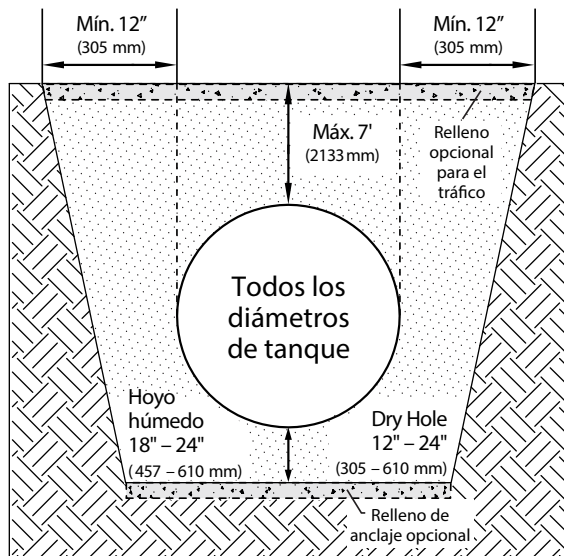 Mín. 12”
(305 mm)
Mín. 12”
(305 mm)
Máx. 7'
(2133 mm)
Relleno
opcional
para el
tráfico
Todos los
diámetros
de tanque
Hoyo
húmedo
18" – 24"
(457 – 610 mm)
Dry Hole
12" – 24"
(305 – 610 mm)
Relleno de
anclaje opcional